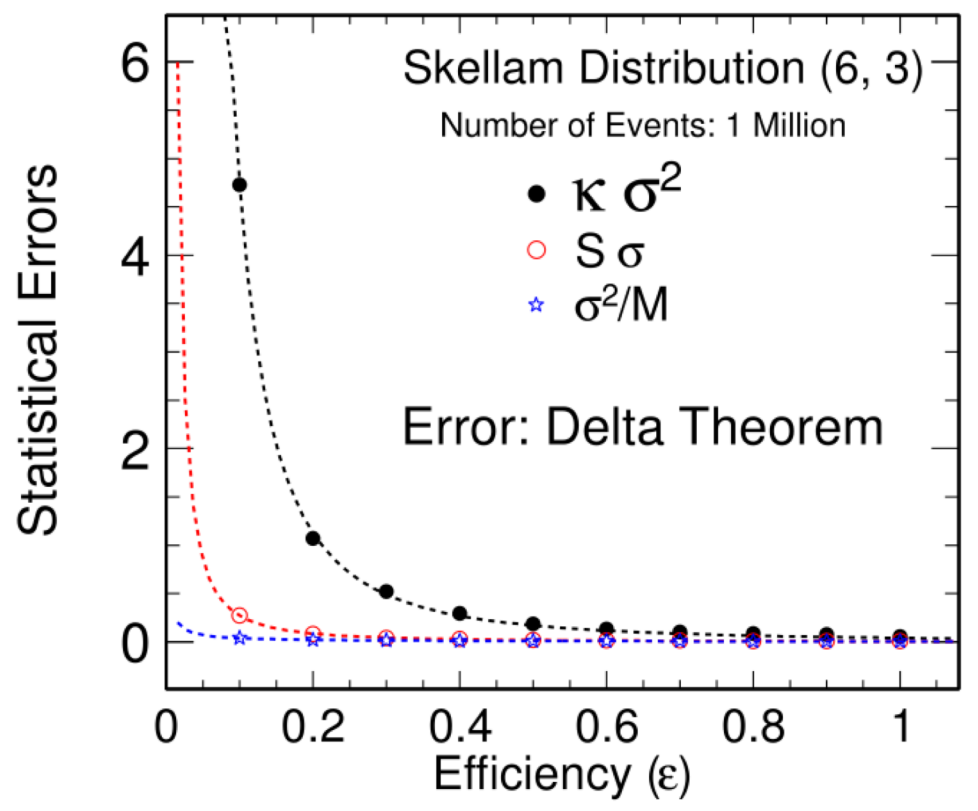 Skellam Distribution (6, 3)
Number of Events: 1 Million
κ σ²
S σ
σ²/M
Error: Delta Theorem
Statistical Errors
6
4
2
0
0 0.2 0.4 0.6 0.8 1
Efficiency (ε)